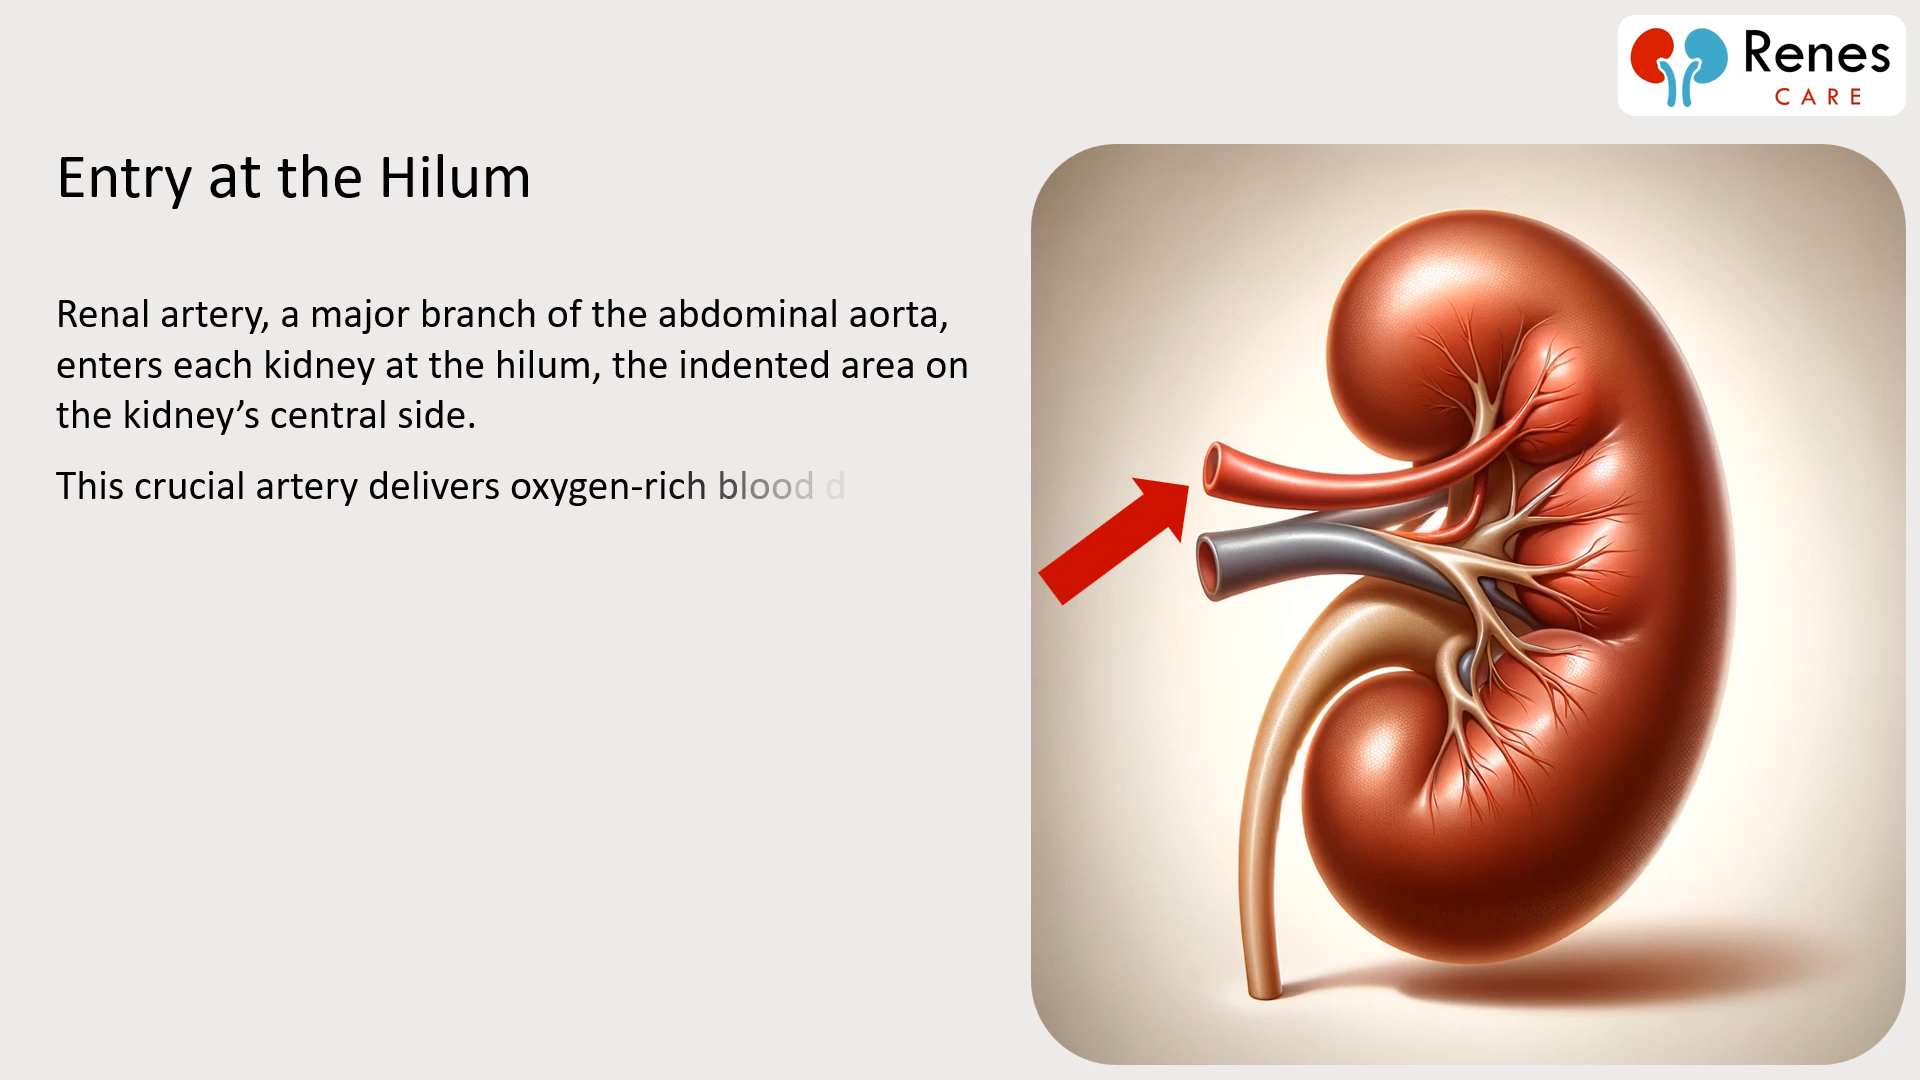 Renes
CARE
Entry at the Hilum
Renal artery, a major branch of the abdominal aorta,
enters each kidney at the hilum, the indented area on
the kidney’s central side.
This crucial artery delivers oxygen-rich blood d